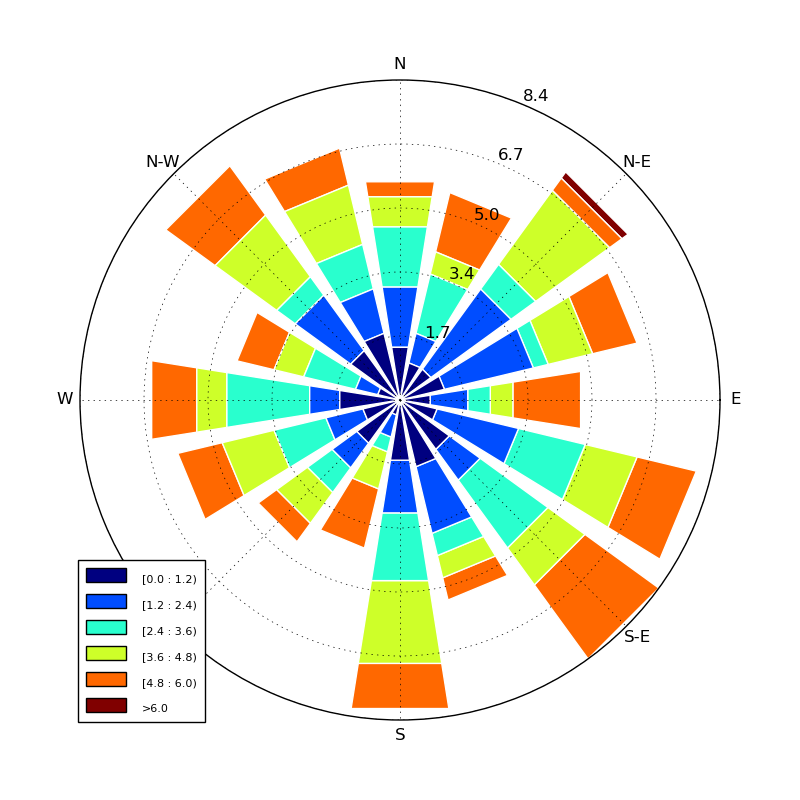 N
8.4
N-W
6.7
N-E
5.0
3.4
1.7
W
E
[0.0 : 1.2)
[1.2 : 2.4)
[2.4 : 3.6)
[3.6 : 4.8)
[4.8 : 6.0)
>6.0
S-E
S